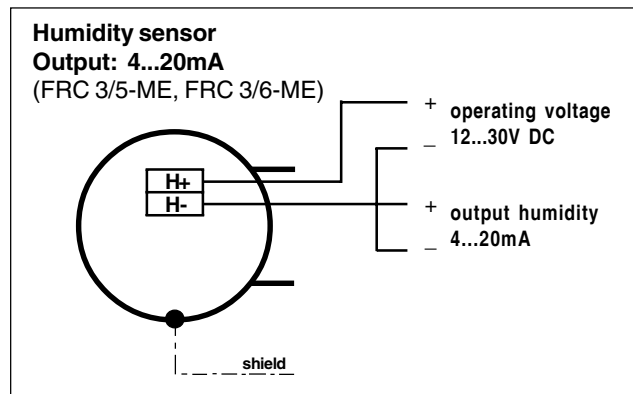 Humidity sensor
Output: 4...20mA
(FRC 3/5-ME, FRC 3/6-ME)
+ operating voltage
– 12...30V DC
H+
H-
+ output humidity
– 4...20mA
shield